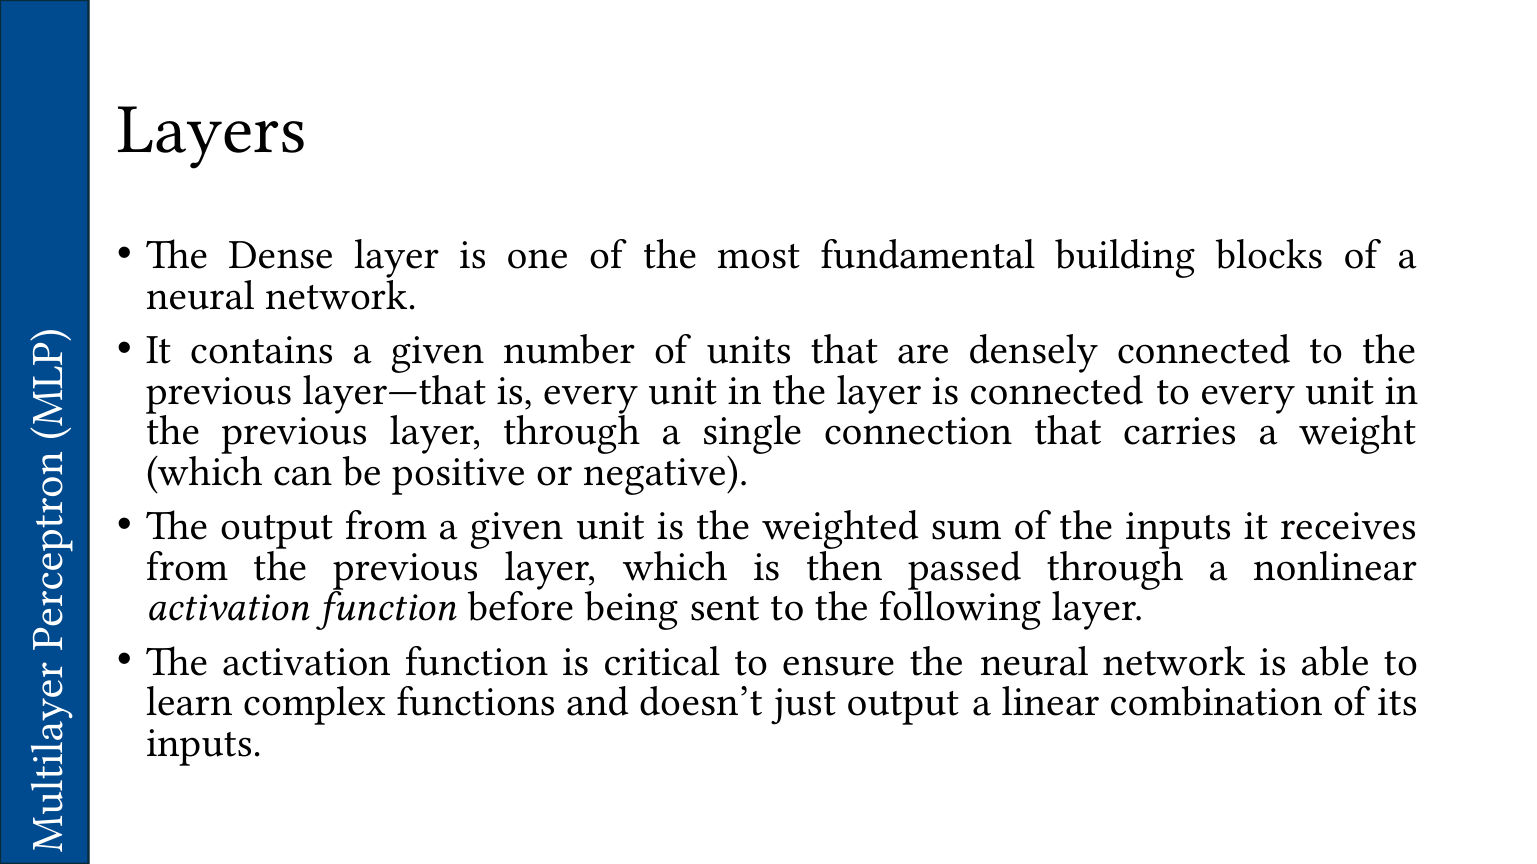 Multilayer Perceptron (MLP)
Layers
• The Dense layer is one of the most fundamental building blocks of a
neural network.
• It contains a given number of units that are densely connected to the
previous layer—that is, every unit in the layer is connected to every unit in
the previous layer, through a single connection that carries a weight
(which can be positive or negative).
• The output from a given unit is the weighted sum of the inputs it receives
from the previous layer, which is then passed through a nonlinear
activation function before being sent to the following layer.
• The activation function is critical to ensure the neural network is able to
learn complex functions and doesn’t just output a linear combination of its
inputs.